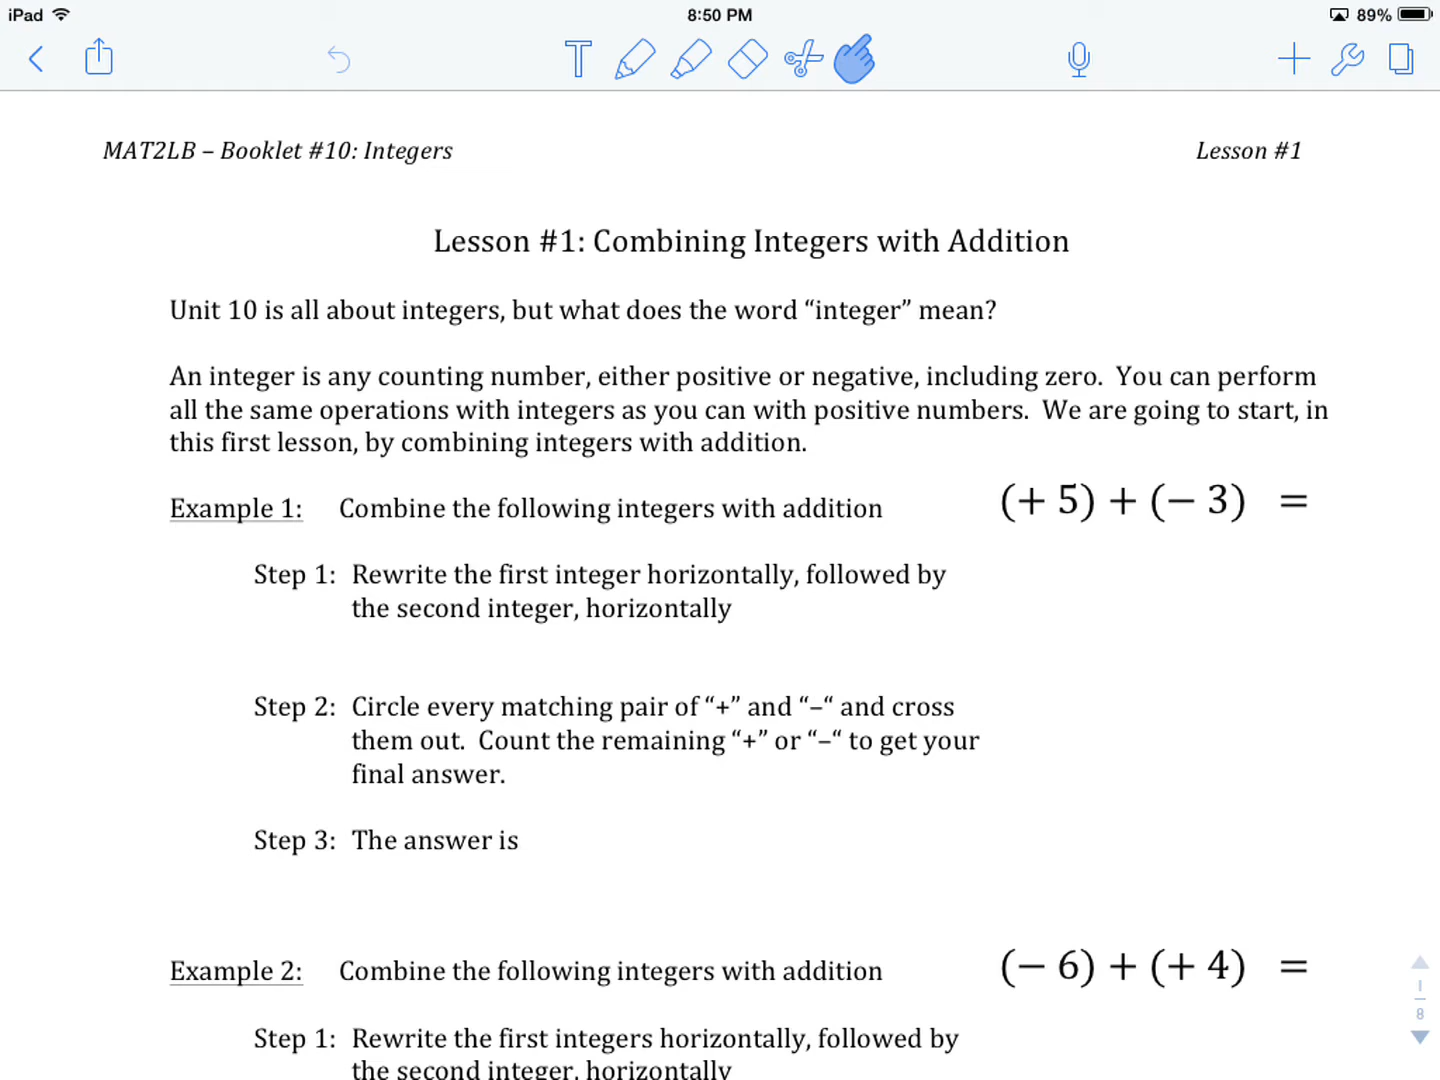 iPad 8:50 PM 89%
T
MAT2LB – Booklet #10: Integers Lesson #1
Lesson #1: Combining Integers with Addition
Unit 10 is all about integers, but what does the word “integer” mean?
An integer is any counting number, either positive or negative, including zero. You can perform
all the same operations with integers as you can with positive numbers. We are going to start, in
this first lesson, by combining integers with addition.
Example 1: Combine the following integers with addition (+ 5) + (− 3) =
Step 1: Rewrite the first integer horizontally, followed by
the second integer, horizontally
Step 2: Circle every matching pair of “+” and “–“ and cross
them out. Count the remaining “+” or “–“ to get your
final answer.
Step 3: The answer is
Example 2: Combine the following integers with addition (− 6) + (+ 4) =
1
8
Step 1: Rewrite the first integers horizontally, followed by
the second integer, horizontally